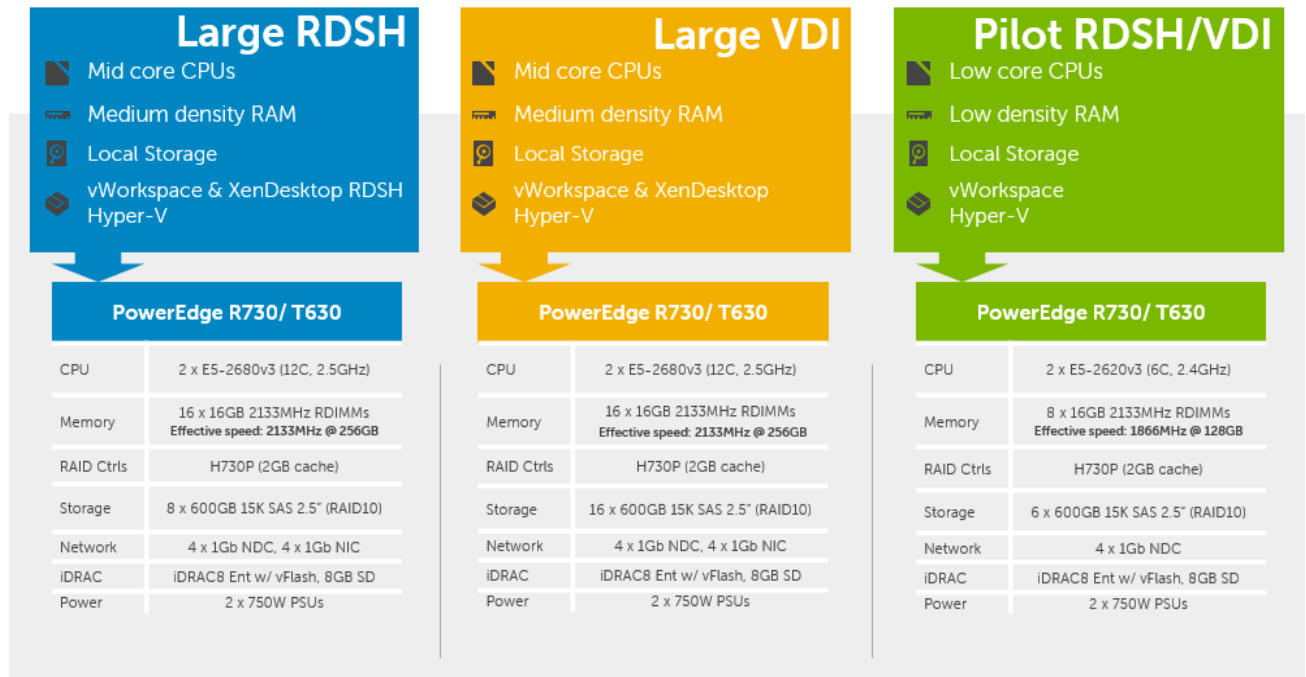 Large RDSH
Mid core CPUs
Medium density RAM
Local Storage
vWorkspace & XenDesktop RDSH
Hyper-V
PowerEdge R730/ T630
CPU 2 x E5-2680v3 (12C, 2.5GHz)
Memory 16 x 16GB 2133MHz RDIMMs
Effective speed: 2133MHz @ 256GB
RAID Ctrls H730P (2GB cache)
Storage 8 x 600GB 15K SAS 2.5” (RAID10)
Network 4 x 1Gb NDC, 4 x 1Gb NIC
iDRAC iDRAC8 Ent w/ vFlash, 8GB SD
Power 2 x 750W PSUs
Large VDI
Mid core CPUs
Medium density RAM
Local Storage
vWorkspace & XenDesktop
Hyper-V
PowerEdge R730/ T630
CPU 2 x E5-2680v3 (12C, 2.5GHz)
Memory 16 x 16GB 2133MHz RDIMMs
Effective speed: 2133MHz @ 256GB
RAID Ctrls H730P (2GB cache)
Storage 16 x 600GB 15K SAS 2.5” (RAID10)
Network 4 x 1Gb NDC, 4 x 1Gb NIC
iDRAC iDRAC8 Ent w/ vFlash, 8GB SD
Power 2 x 750W PSUs
Pilot RDSH/VDI
Low core CPUs
Low density RAM
Local Storage
vWorkspace
Hyper-V
PowerEdge R730/ T630
CPU 2 x E5-2620v3 (6C, 2.4GHz)
Memory 8 x 16GB 2133MHz RDIMMs
Effective speed: 1866MHz @ 128GB
RAID Ctrls H730P (2GB cache)
Storage 6 x 600GB 15K SAS 2.5” (RAID10)
Network 4 x 1Gb NDC
iDRAC iDRAC8 Ent w/ vFlash, 8GB SD
Power 2 x 750W PSUs